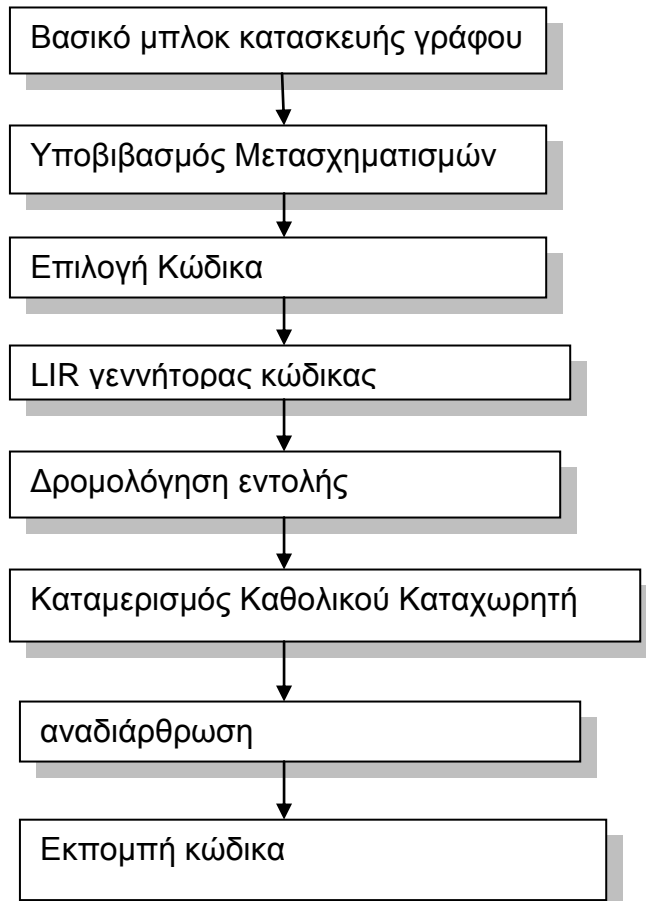 Βασικό μπλοκ κατασκευής γράφου
Υποβιβασμός Μετασχηματισμών
Επιλογή Κώδικα
LIR γεννήτορας κώδικας
Δρομολόγηση εντολής
Καταμερισμός Καθολικού Καταχωρητή
αναδιάρθρωση
Εκπομπή κώδικα